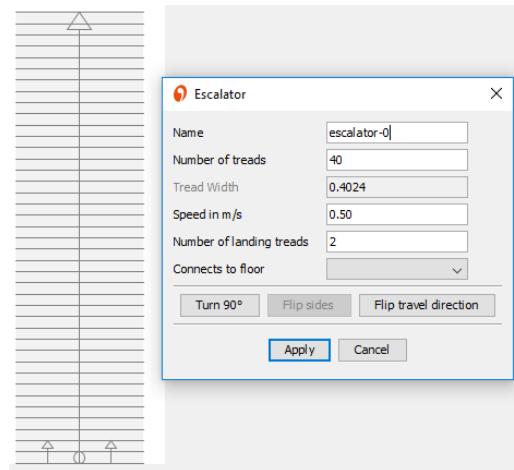 Escalator
Name escalator-0
Number of treads 40
Tread Width 0.4024
Speed in m/s 0.50
Number of landing treads 2
Connects to floor
Turn 90° Flip sides Flip travel direction
Apply Cancel